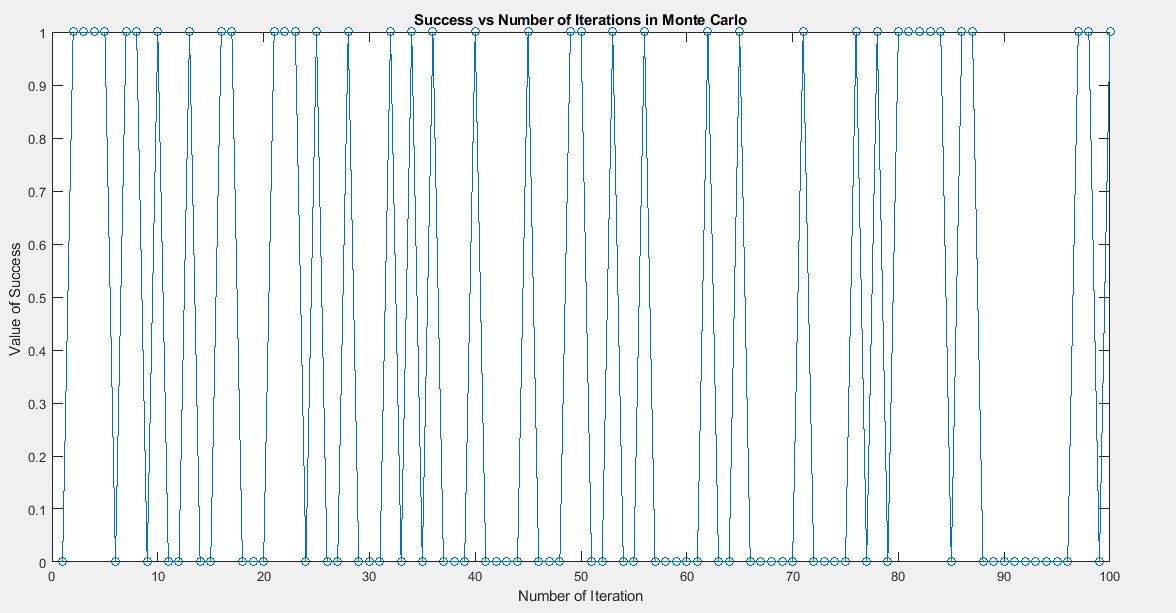 Success vs Number of Iterations in Monte Carlo
1
0.9
0.8
0.7
0.6
0.5
0.4
0.3
0.2
0.1
0
Value of Success
0 10 20 30 40 50 60 70 80 90 100
Number of Iteration